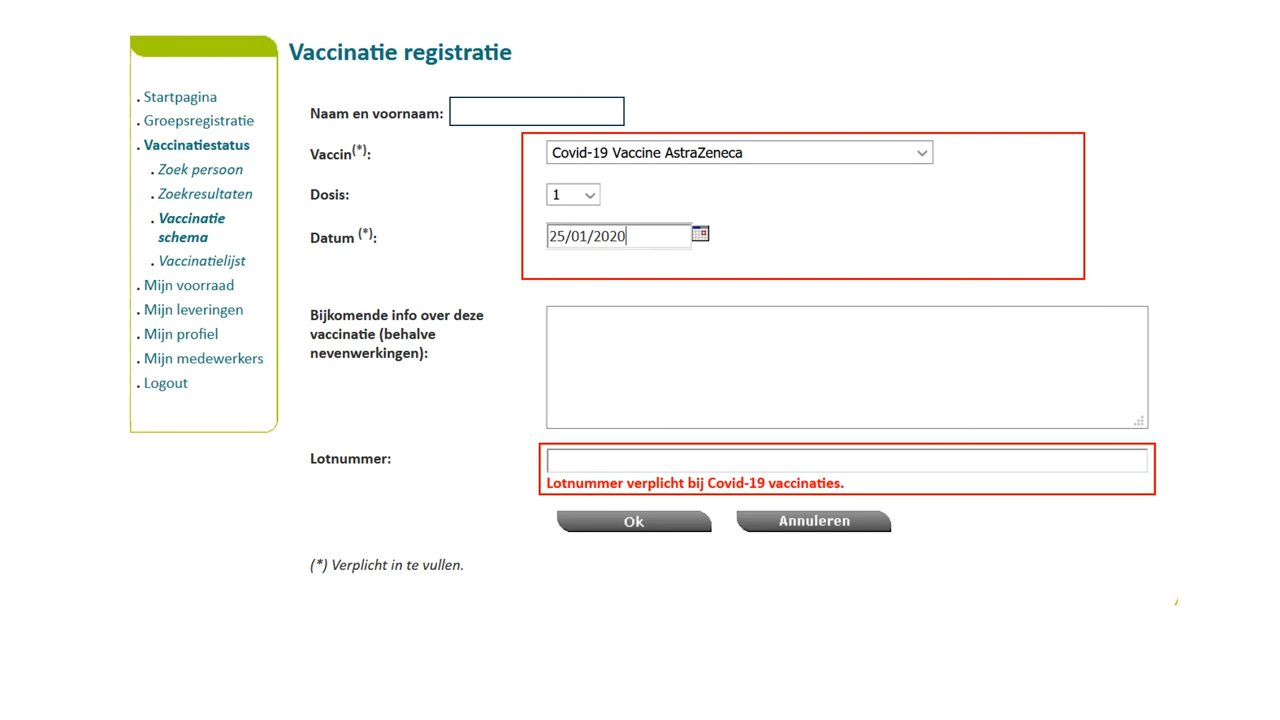 Vaccinatie registratie
. Startpagina
. Groepsregistratie
. Vaccinatiestatus
. Zoek persoon
. Zoekresultaten
. Vaccinatie
schema
. Vaccinatielijst
. Mijn voorraad
. Mijn leveringen
. Mijn profiel
. Mijn medewerkers
. Logout
Naam en voornaam:
Vaccin(*): Covid-19 Vaccine AstraZeneca
Dosis: 1
Datum (*): 25/01/2020
Bijkomende info over deze
vaccinatie (behalve
nevenwerkingen):
Lotnummer:
Lotnummer verplicht bij Covid-19 vaccinaties.
Ok Annuleren
(*) Verplicht in te vullen.